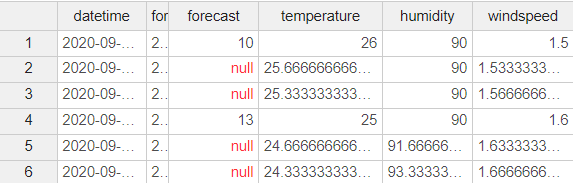 datetime for forecast temperature humidity windspeed
1 2020-09-... 2... 10 26 90 1.5
2 2020-09-... 2... null 25.666666666... 90 1.5333333...
3 2020-09-... 2... null 25.333333333... 90 1.5666666...
4 2020-09-... 2... 13 25 90 1.6
5 2020-09-... 2... null 24.666666666... 91.66666... 1.6333333...
6 2020-09-... 2... null 24.333333333... 93.33333... 1.6666666...